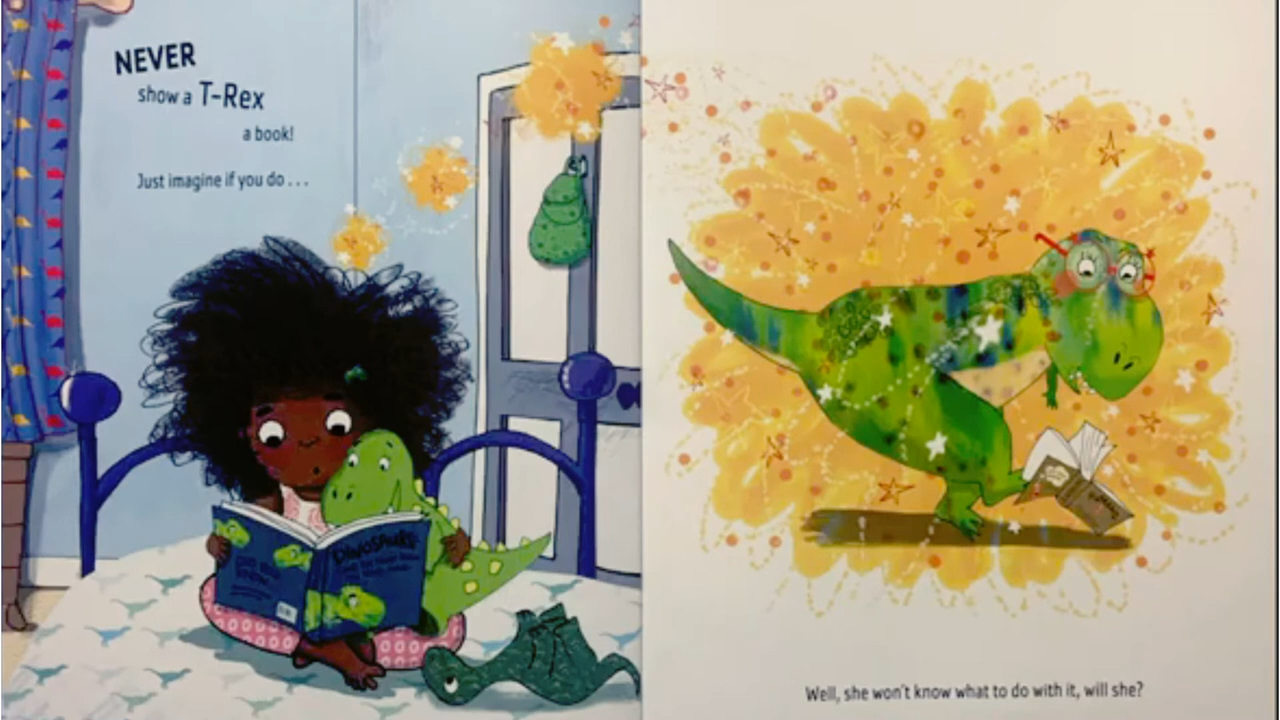 NEVER
show a T-Rex
a book!
Just imagine if you do . . .
DINOSAURS
Well, she won't know what to do with it, will she?